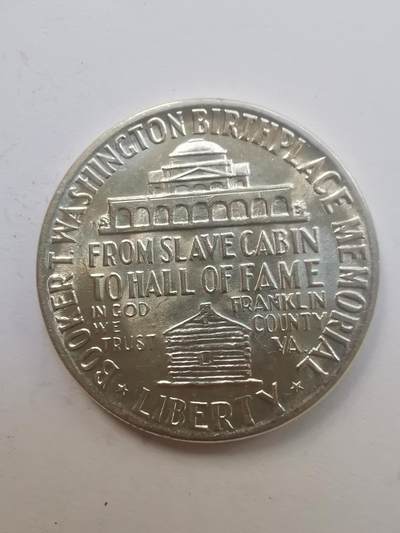 BOOKER T. WASHINGTON BIRTHPLACE MEMORIAL
FROM SLAVE CABIN
TO HALL OF FAME
IN GOD
WE
TRUST
FRANKLIN
COUNTY
VA.
LIBERTY